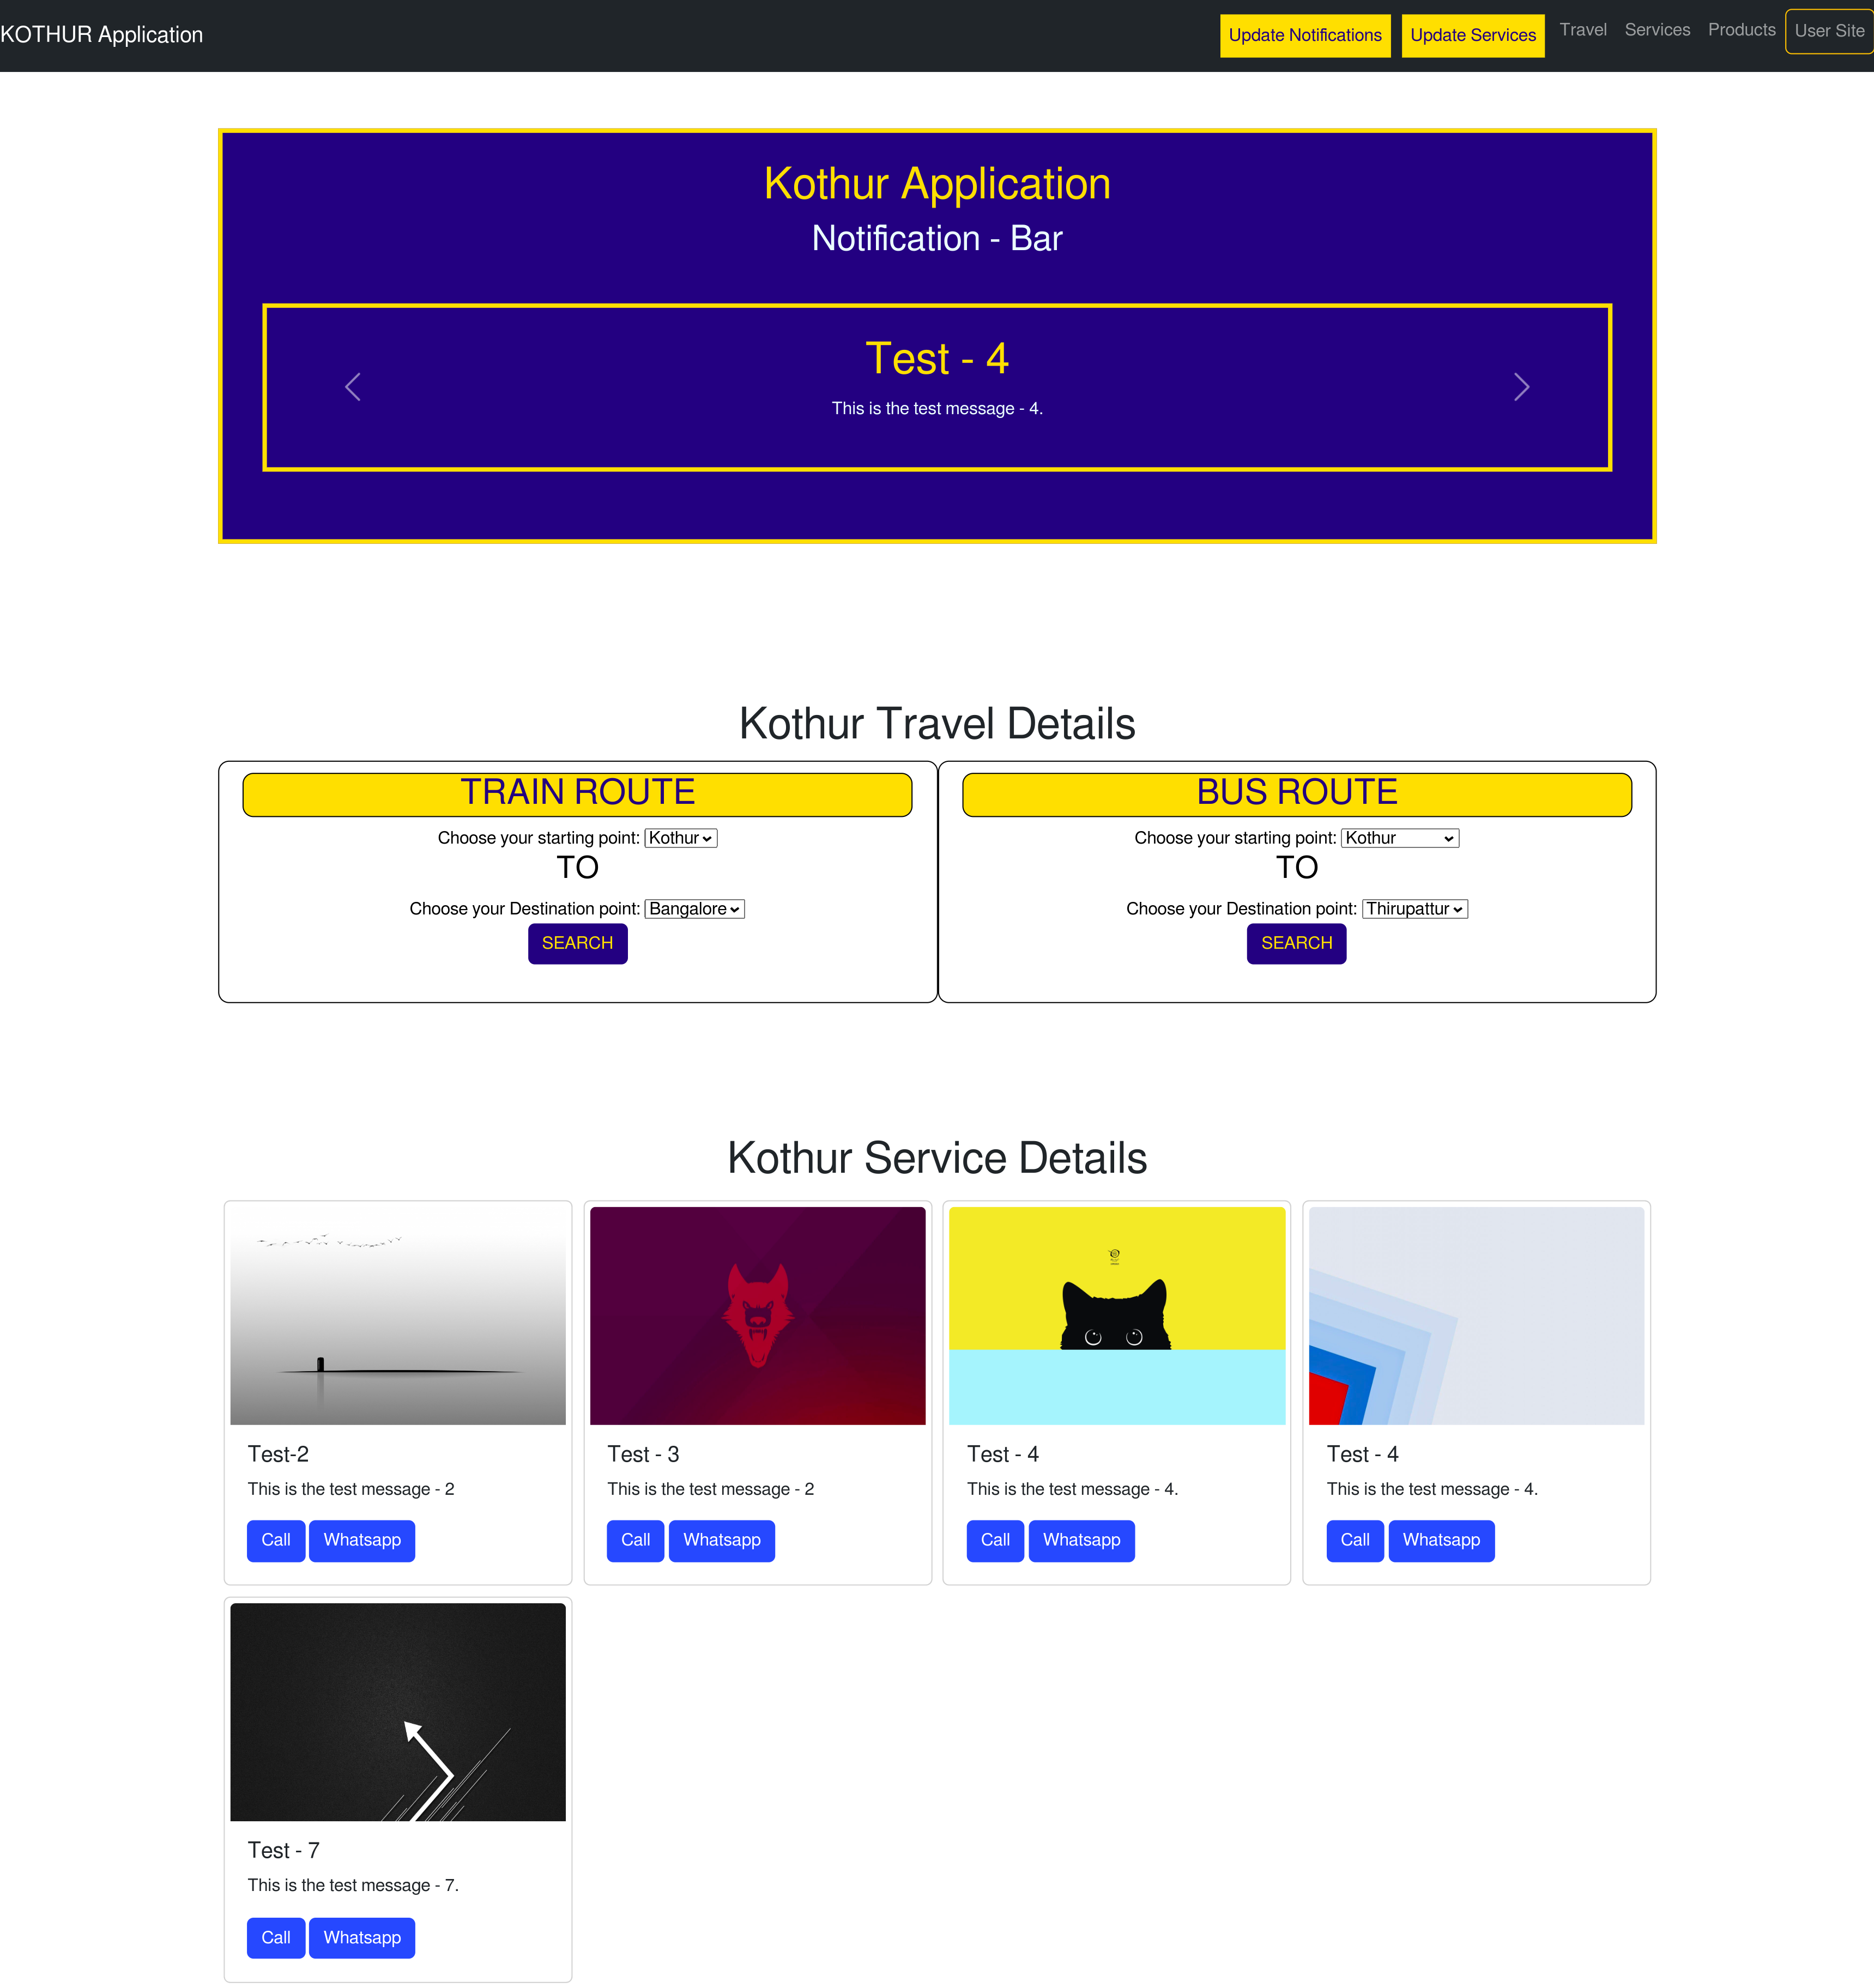 KOTHUR Application
Update Notifications
Update Services
Travel
Services
Products
User Site
Kothur Application
Notification - Bar
Test - 4
This is the test message - 4.
Kothur Travel Details
TRAIN ROUTE
Choose your starting point: Kothur
TO
Choose your Destination point: Bangalore
SEARCH
BUS ROUTE
Choose your starting point: Kothur
TO
Choose your Destination point: Thirupattur
SEARCH
Kothur Service Details
Test-2
This is the test message - 2
Call Whatsapp
Test - 3
This is the test message - 2
Call Whatsapp
Test - 4
This is the test message - 4.
Call Whatsapp
Test - 4
This is the test message - 4.
Call Whatsapp
Test - 7
This is the test message - 7.
Call Whatsapp